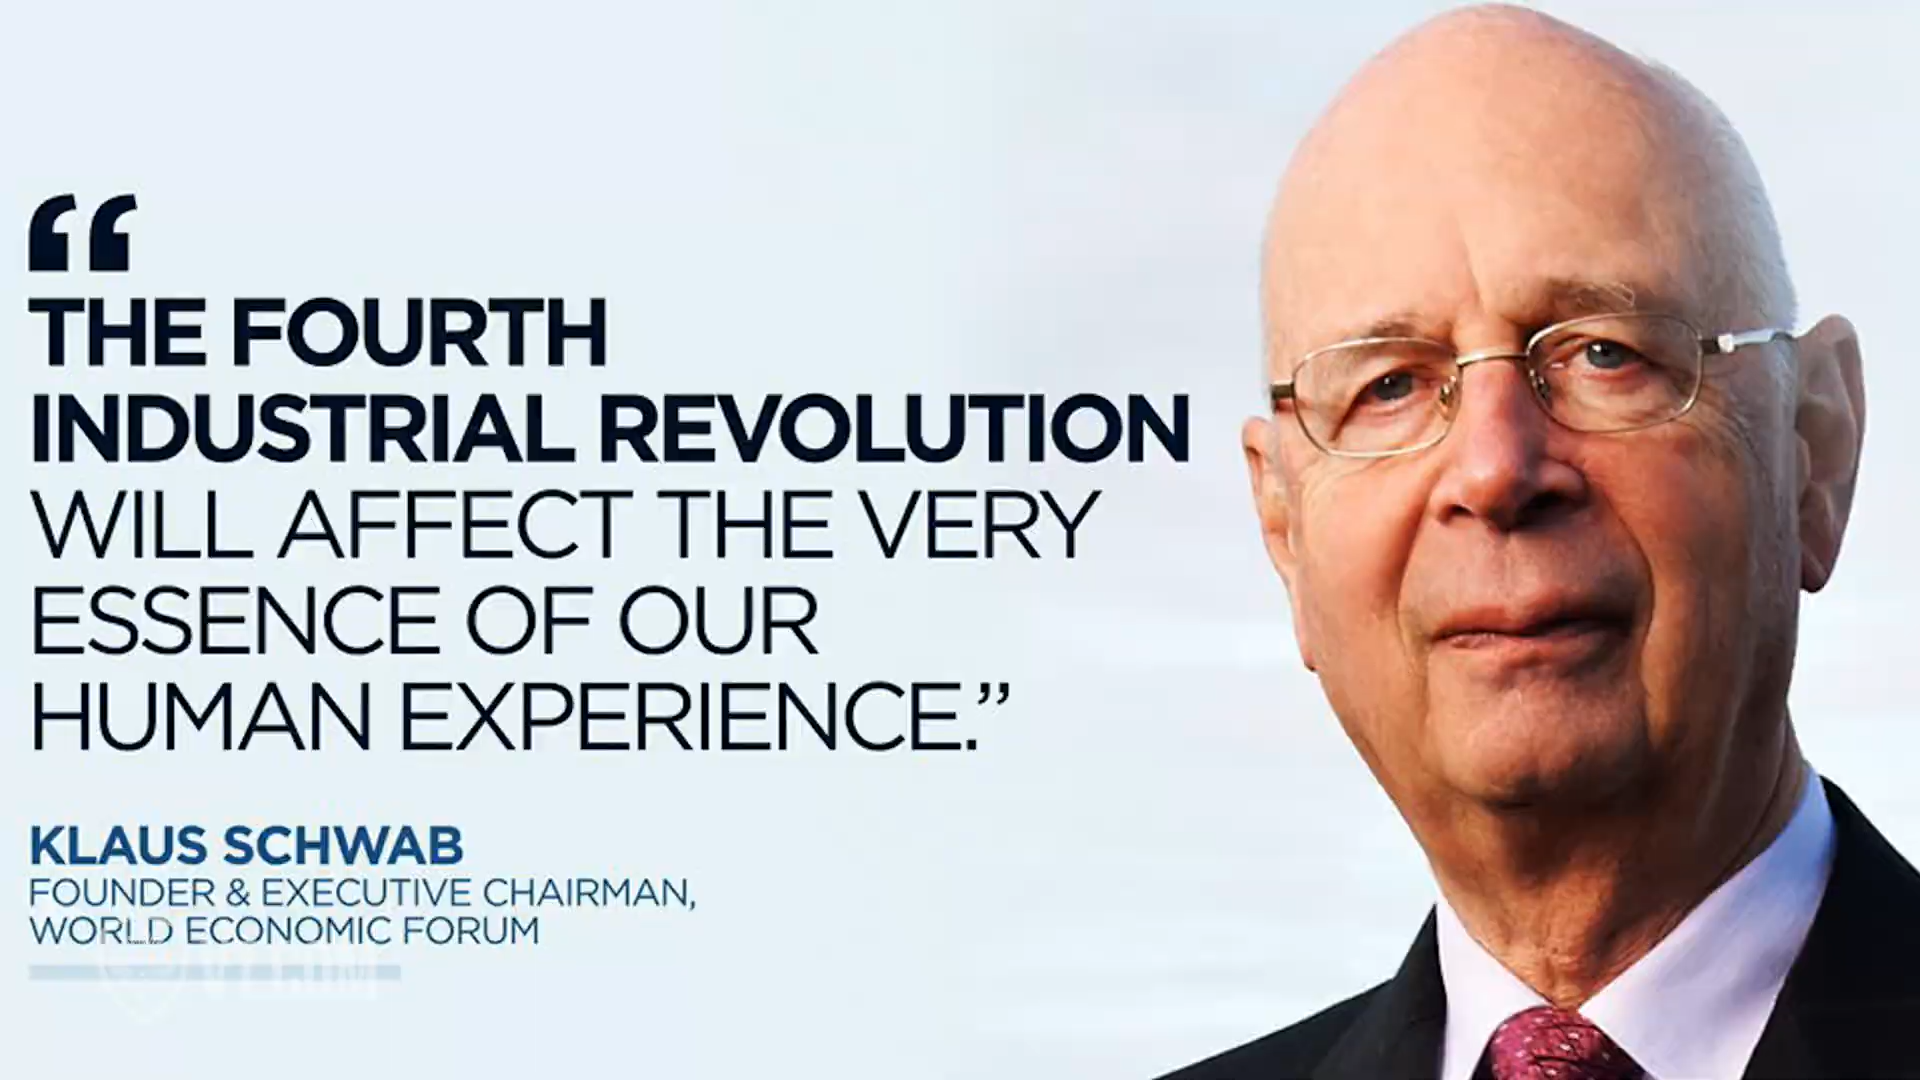 “
THE FOURTH
INDUSTRIAL REVOLUTION
WILL AFFECT THE VERY
ESSENCE OF OUR
HUMAN EXPERIENCE.”
KLAUS SCHWAB
FOUNDER & EXECUTIVE CHAIRMAN,
WORLD ECONOMIC FORUM